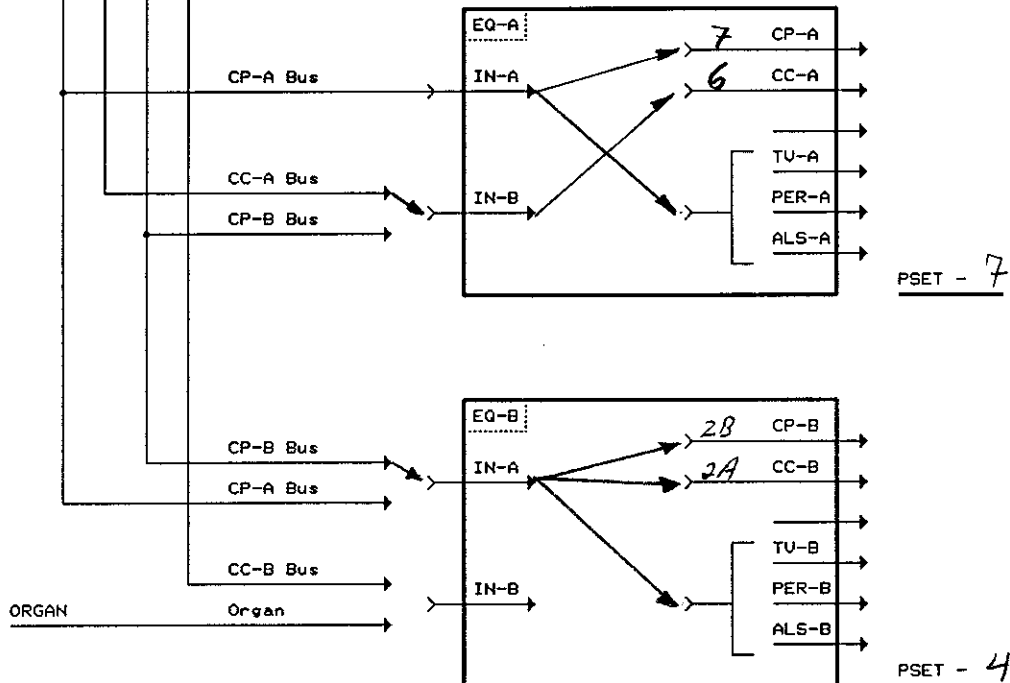 EQ-A
7 CP-A
CP-A Bus
IN-A
6 CC-A
TV-A
CC-A Bus
IN-B
PER-A
CP-B Bus
ALS-A
PSET - 7
EQ-B
2B CP-B
CP-B Bus
IN-A
2A CC-B
CP-A Bus
TV-B
CC-B Bus
IN-B
PER-B
ORGAN
Organ
ALS-B
PSET - 4